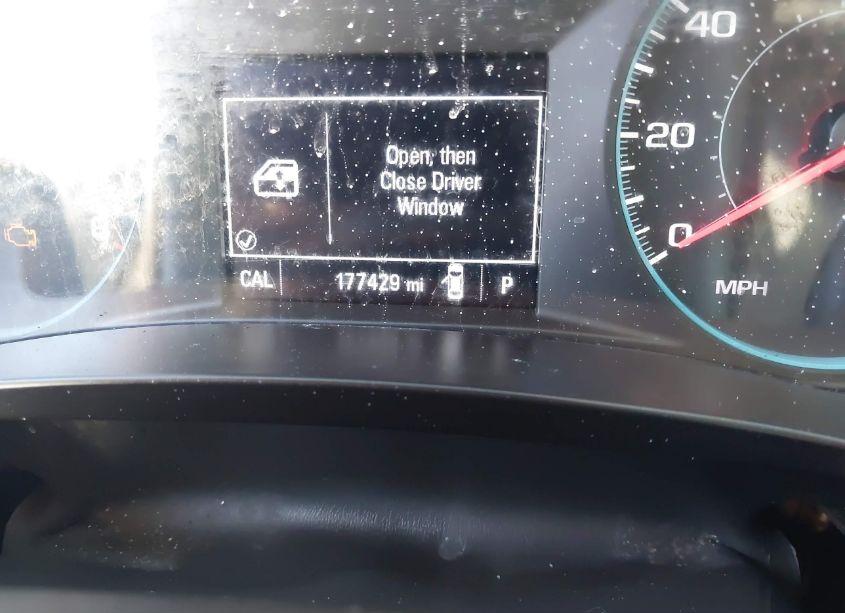 40
Open, then
Close Driver
Window
20
0
CAL 177429 mi P
MPH